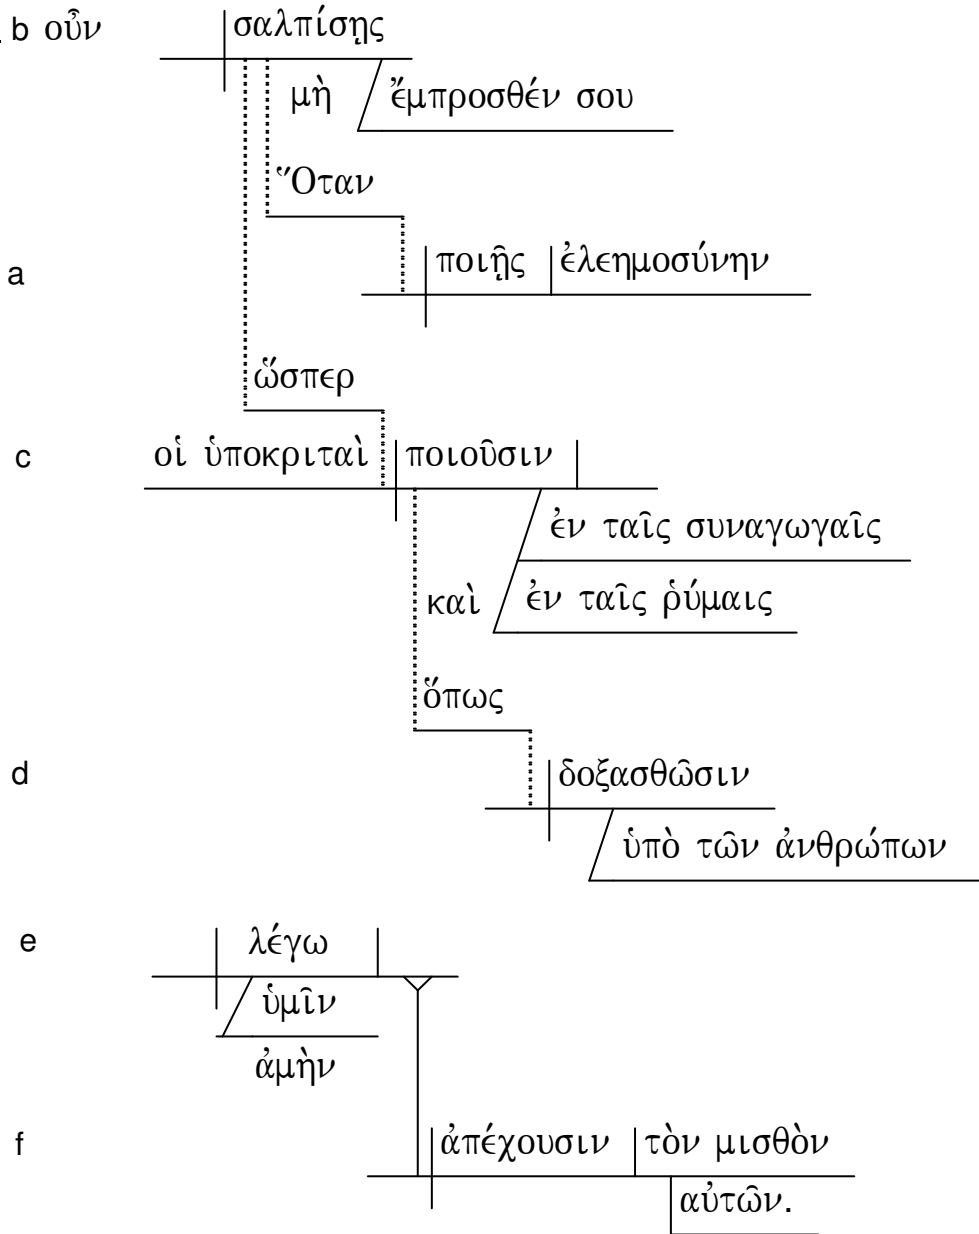 b οὖν σαλπίσῃς
μὴ ἔμπροσθέν σου
Ὅταν
a ποιῇς ἐλεημοσύνην
ὥσπερ
c οἱ ὑποκριταὶ ποιοῦσιν
ἐν ταῖς συναγωγαῖς
καὶ ἐν ταῖς ῥύμαις
ὅπως
d δοξασθῶσιν
ὑπὸ τῶν ἀνθρώπων
e λέγω
ὑμῖν
ἀμὴν
f ἀπέχουσιν τὸν μισθὸν
αὐτῶν.